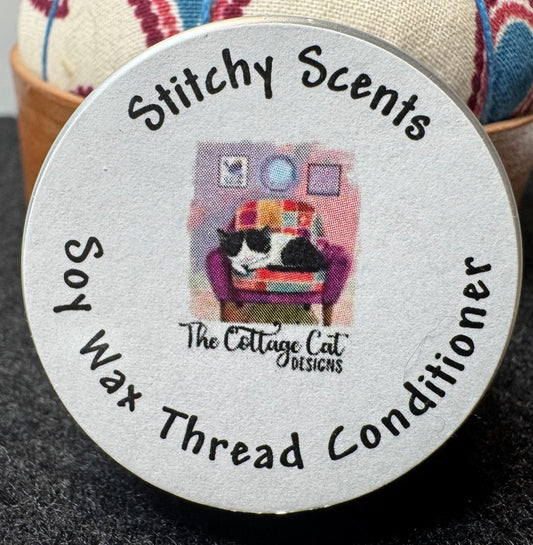 Stitchy Scents
The Cottage Cat
DESIGNS
Soy Wax Thread Conditioner